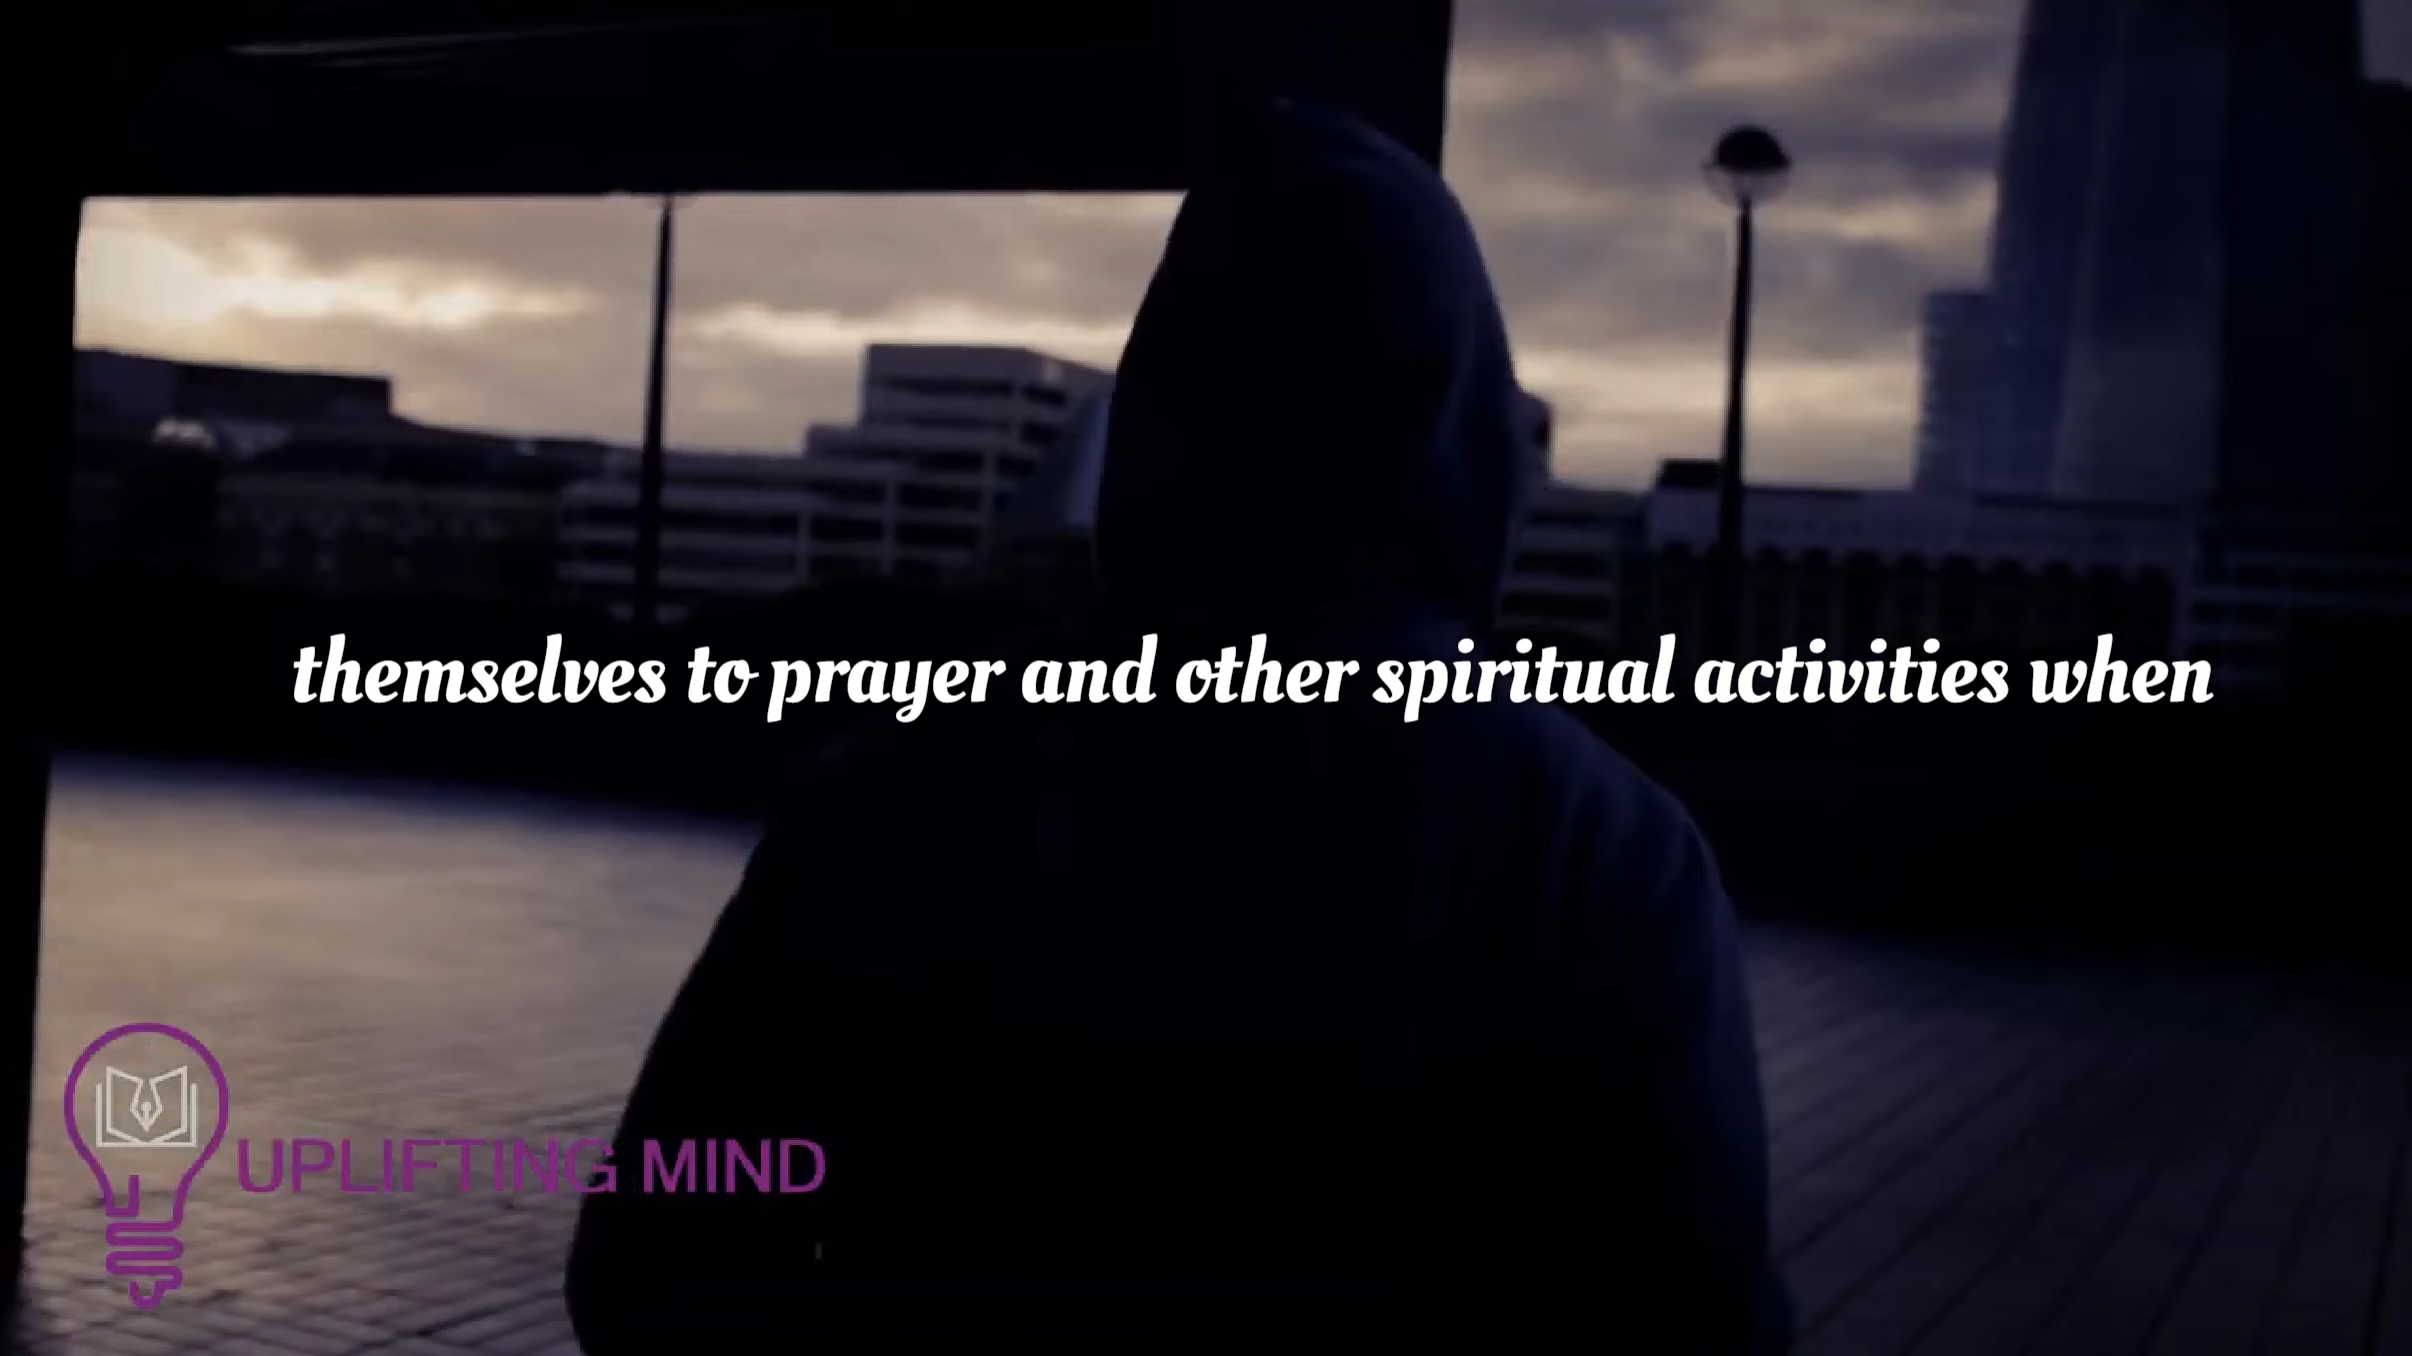 themselves to prayer and other spiritual activities when
UPLIFTING MIND